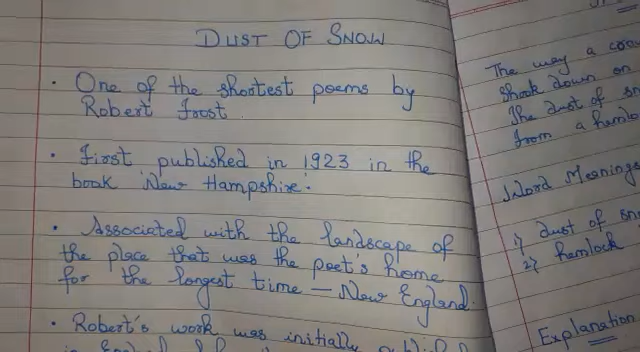 DUST OF SNOW
· One of the shortest poems by
Robert Frost.
· First published in 1923 in the
book 'New Hampshire'.
· Associated with the landscape of
the place that was the poet's home
for the longest time – New England.
· Robert's work was initially
The way a crow
Shook down on
The dust of
from a
Word Meanings
1) dust of
2) hemlock
Explanation